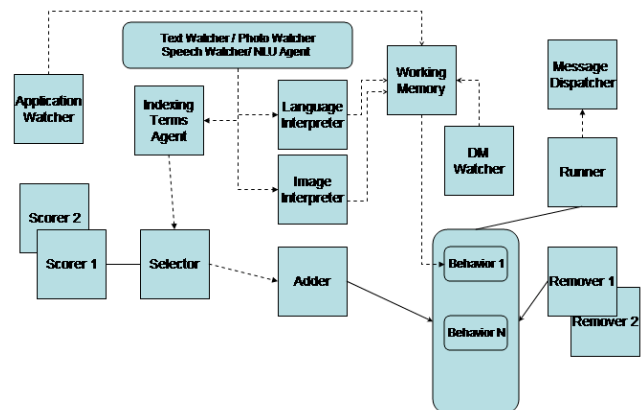 Text Watcher / Photo Watcher
Speech Watcher/ NLU Agent
Application
Watcher
Indexing
Terms
Agent
Language
Interpreter
Image
Interpreter
Working
Memory
Message
Dispatcher
DM
Watcher
Runner
Scorer 2
Scorer 1
Selector
Adder
Behavior 1
Behavior N
Remover 1
Remover 2